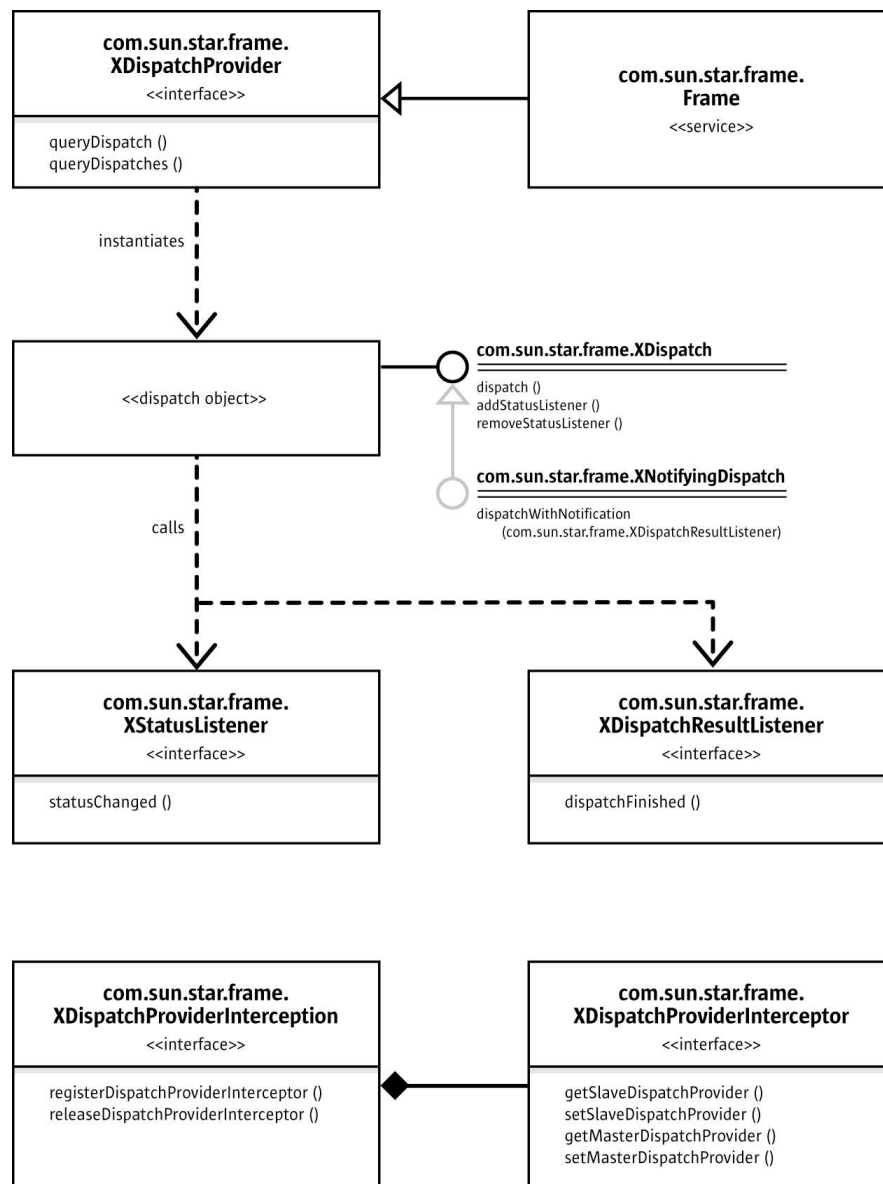 com.sun.star.frame.
XDispatchProvider
<<interface>>
queryDispatch ()
queryDispatches ()
com.sun.star.frame.
Frame
<<service>>
instantiates
<<dispatch object>>
com.sun.star.frame.XDispatch
dispatch ()
addStatusListener ()
removeStatusListener ()
com.sun.star.frame.XNotifyingDispatch
dispatchWithNotification
(com.sun.star.frame.XDispatchResultListener)
calls
com.sun.star.frame.
XStatusListener
<<interface>>
statusChanged ()
com.sun.star.frame.
XDispatchResultListener
<<interface>>
dispatchFinished ()
com.sun.star.frame.
XDispatchProviderInterception
<<interface>>
registerDispatchProviderInterceptor ()
releaseDispatchProviderInterceptor ()
com.sun.star.frame.
XDispatchProviderInterceptor
<<interface>>
getSlaveDispatchProvider ()
setSlaveDispatchProvider ()
getMasterDispatchProvider ()
setMasterDispatchProvider ()